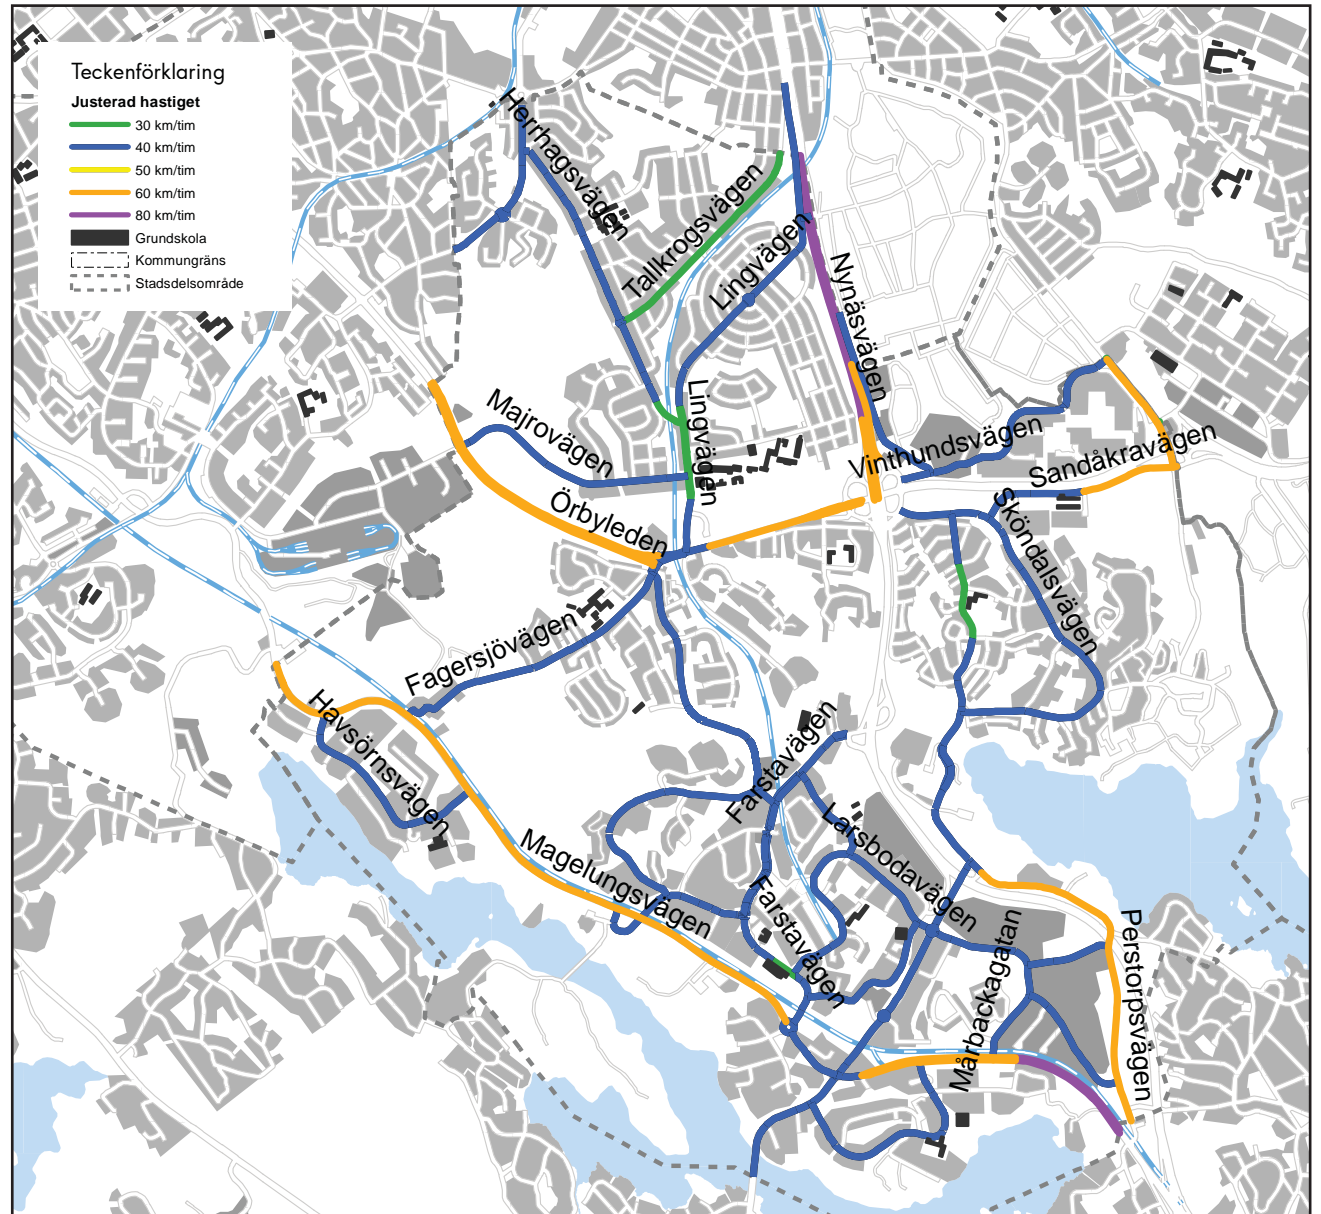 Teckenförklaring
Justerad hastiget
30 km/tim
40 km/tim
50 km/tim
60 km/tim
80 km/tim
Grundskola
Kommungräns
Stadsdelsområde
Herrhagsvägen
Tallkrogsvägen
Lingvägen
Nynäsvägen
Majrovägen
Lingvägen
Vinthundsvägen
Sandåkravägen
Örbyleden
Sköndalsvägen
Fagersjövägen
Havsörnsvägen
Farstavägen
Magelungsvägen
Larsbodavägen
Farstavägen
Mårbackagatan
Perstorpsvägen